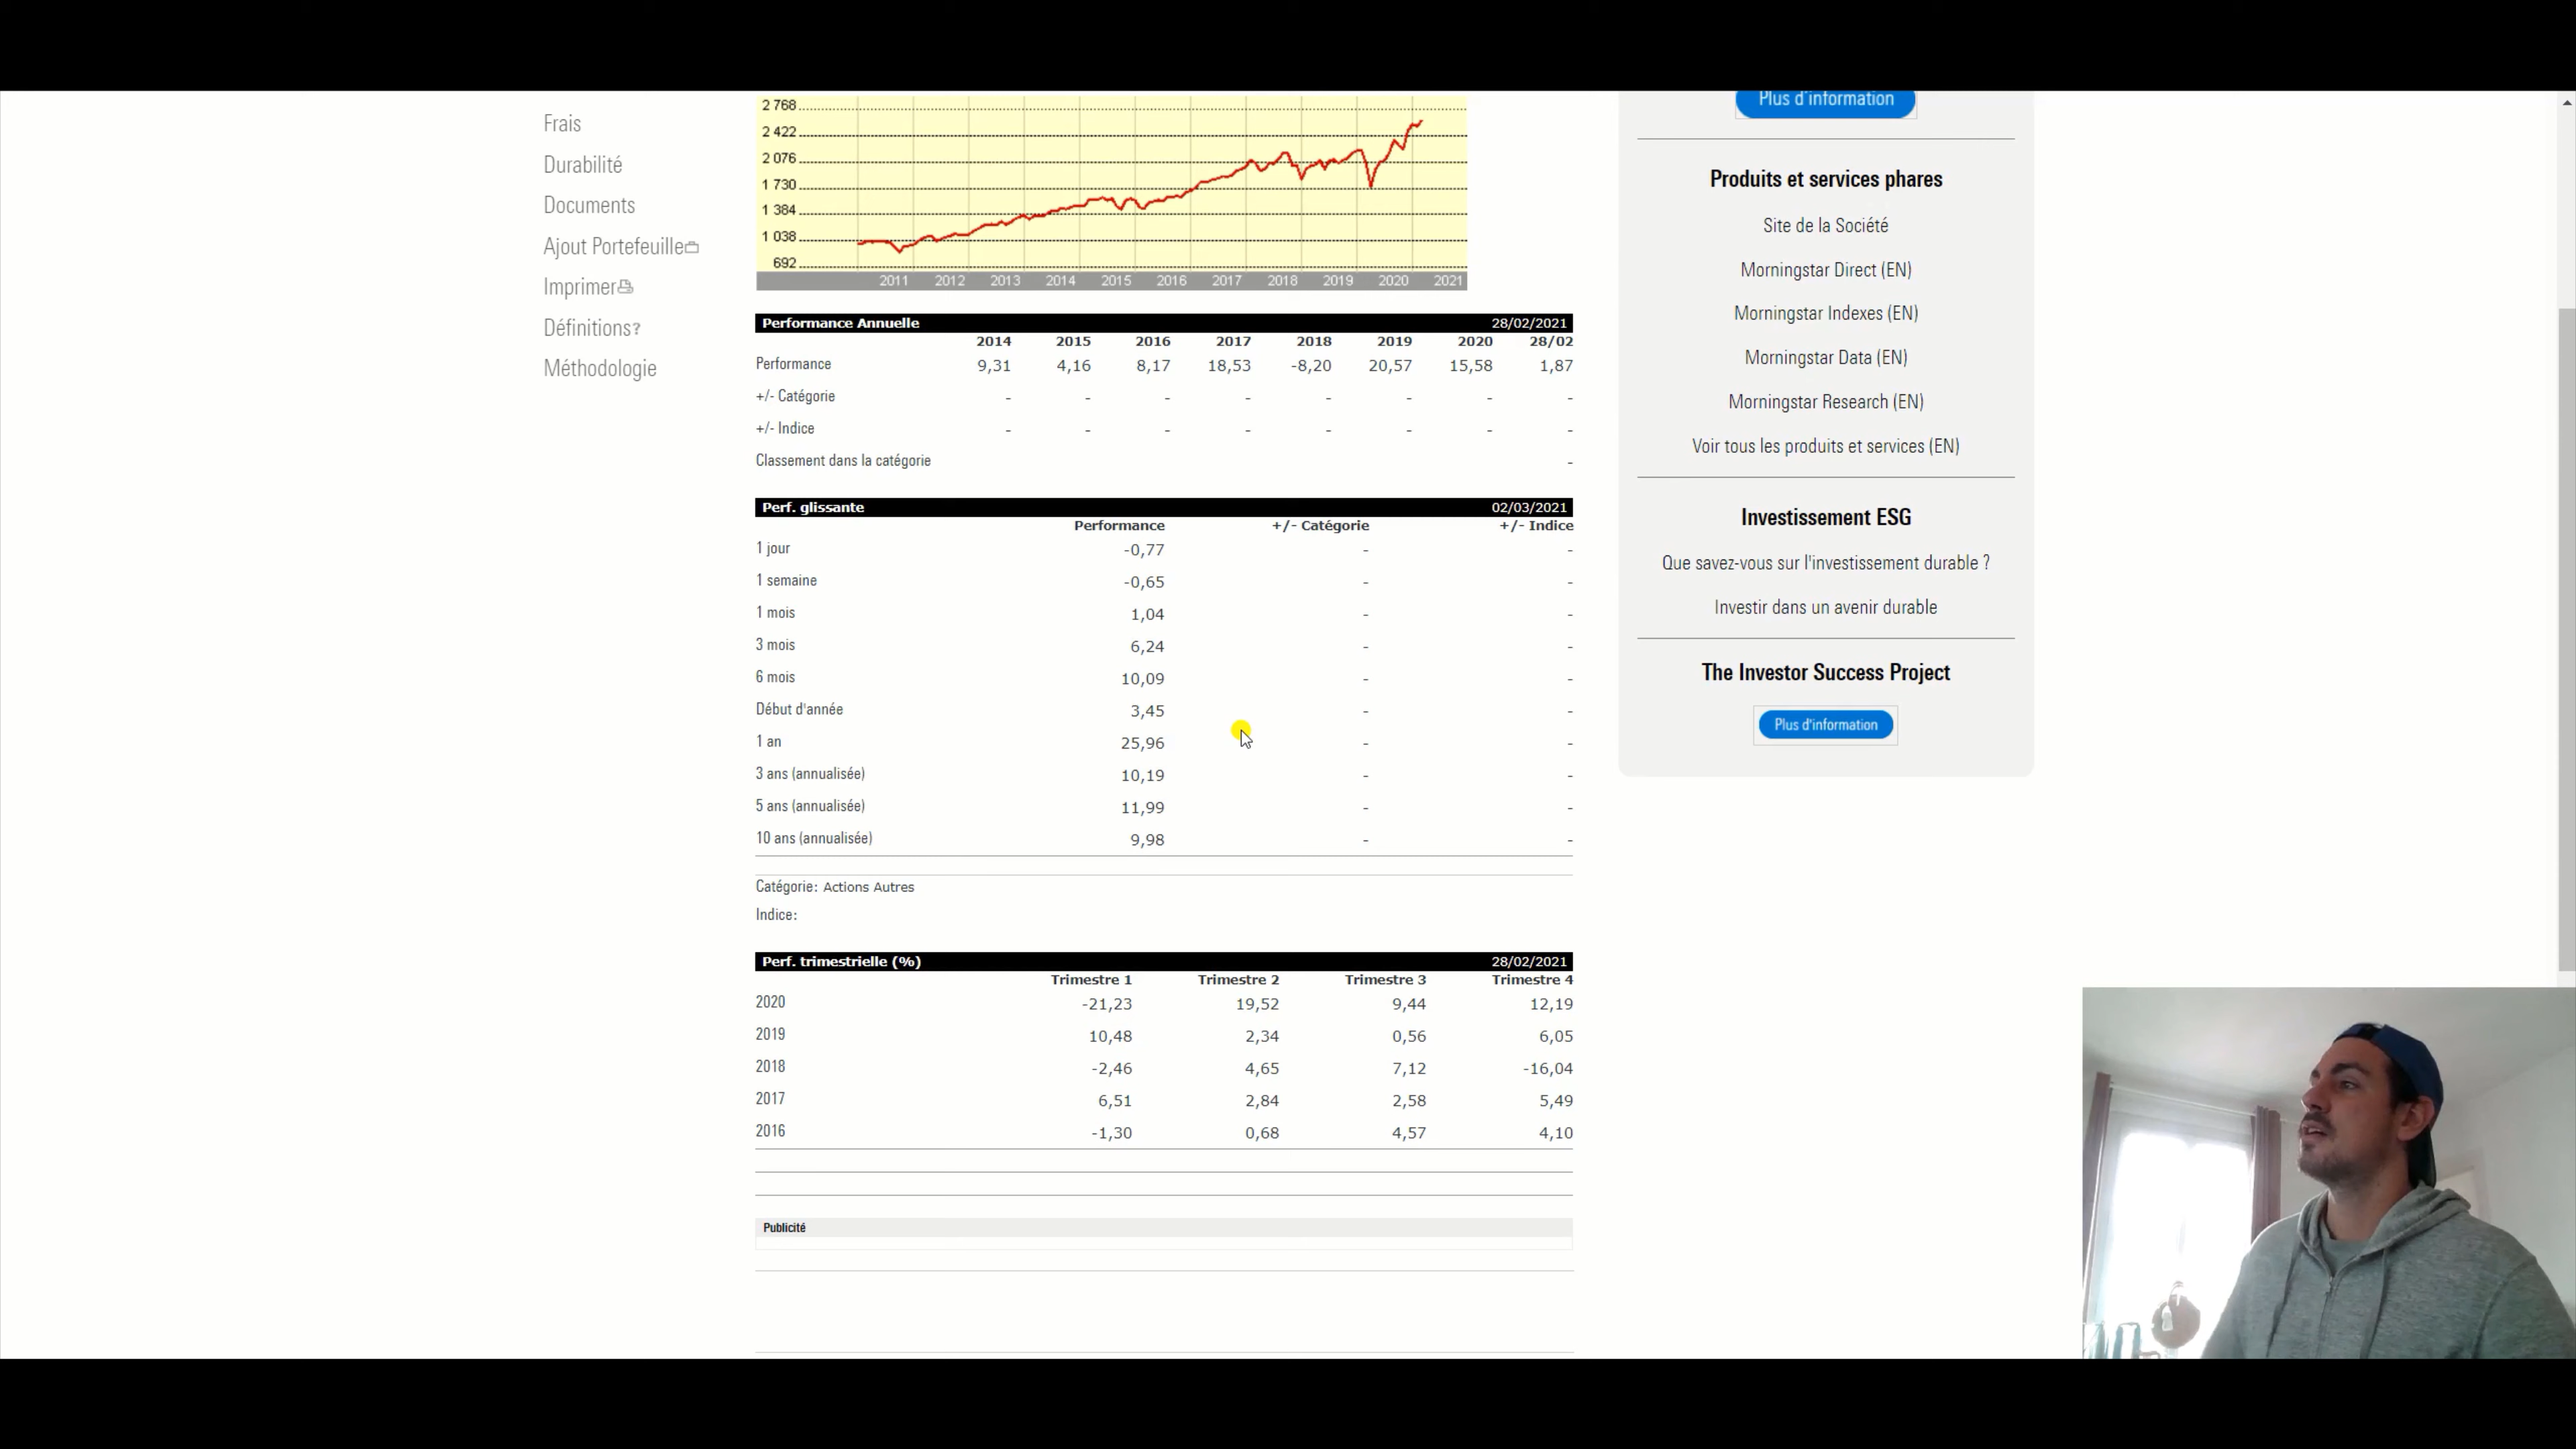 Frais
Durabilité
Documents
Ajout Portefeuille
Imprimer
Définitions?
Méthodologie
2 768
2 422
2 076
1 730
1 384
1 038
692
2011 2012 2013 2014 2015 2016 2017 2018 2019 2020 2021
Performance Annuelle 28/02/2021
2014 2015 2016 2017 2018 2019 2020 28/02
Performance 9,31 4,16 8,17 18,53 -8,20 20,57 15,58 1,87
+/- Catégorie - - - - - - - -
+/- Indice - - - - - - - -
Classement dans la catégorie -
Perf. glissante 02/03/2021
Performance +/- Catégorie +/- Indice
1 jour -0,77 - -
1 semaine -0,65 - -
1 mois 1,04 - -
3 mois 6,24 - -
6 mois 10,09 - -
Début d'année 3,45 - -
1 an 25,96 - -
3 ans (annualisée) 10,19 - -
5 ans (annualisée) 11,99 - -
10 ans (annualisée) 9,98 - -
Catégorie: Actions Autres
Indice:
Perf. trimestrielle (%) 28/02/2021
Trimestre 1 Trimestre 2 Trimestre 3 Trimestre 4
2020 -21,23 19,52 9,44 12,19
2019 10,48 2,34 0,56 6,05
2018 -2,46 4,65 7,12 -16,04
2017 6,51 2,84 2,58 5,49
2016 -1,30 0,68 4,57 4,10
Publicité
Plus d'information
Produits et services phares
Site de la Société
Morningstar Direct (EN)
Morningstar Indexes (EN)
Morningstar Data (EN)
Morningstar Research (EN)
Voir tous les produits et services (EN)
Investissement ESG
Que savez-vous sur l'investissement durable ?
Investir dans un avenir durable
The Investor Success Project
Plus d'information